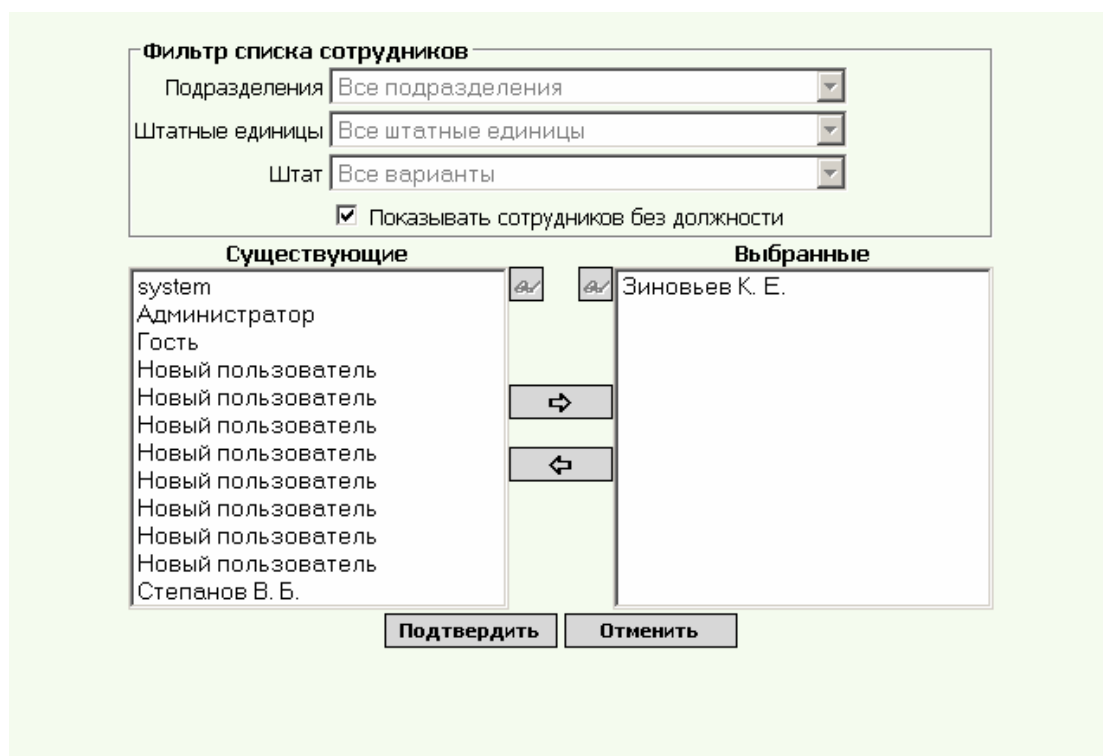 Фильтр списка сотрудников
Подразделения Все подразделения
Штатные единицы Все штатные единицы
Штат Все варианты
Показывать сотрудников без должности
Существующие Выбранные
system Зиновьев К. Е.
Администратор
Гость
Новый пользователь
Новый пользователь
Новый пользователь
Новый пользователь
Новый пользователь
Новый пользователь
Новый пользователь
Новый пользователь
Степанов В. Б.
Подтвердить Отменить